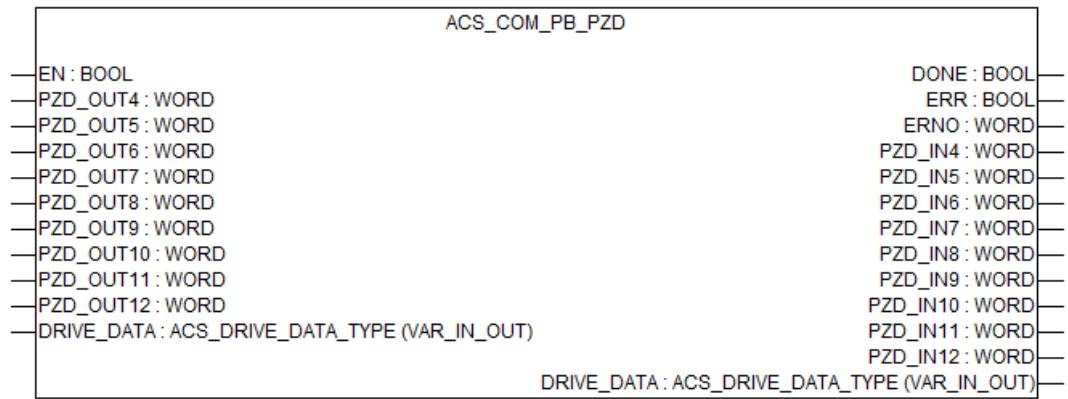 ACS_COM_PB_PZD
EN : BOOL DONE : BOOL
PZD_OUT4 : WORD ERR : BOOL
PZD_OUT5 : WORD ERNO : WORD
PZD_OUT6 : WORD PZD_IN4 : WORD
PZD_OUT7 : WORD PZD_IN5 : WORD
PZD_OUT8 : WORD PZD_IN6 : WORD
PZD_OUT9 : WORD PZD_IN7 : WORD
PZD_OUT10 : WORD PZD_IN8 : WORD
PZD_OUT11 : WORD PZD_IN9 : WORD
PZD_OUT12 : WORD PZD_IN10 : WORD
DRIVE_DATA : ACS_DRIVE_DATA_TYPE (VAR_IN_OUT) PZD_IN11 : WORD
PZD_IN12 : WORD
DRIVE_DATA : ACS_DRIVE_DATA_TYPE (VAR_IN_OUT)